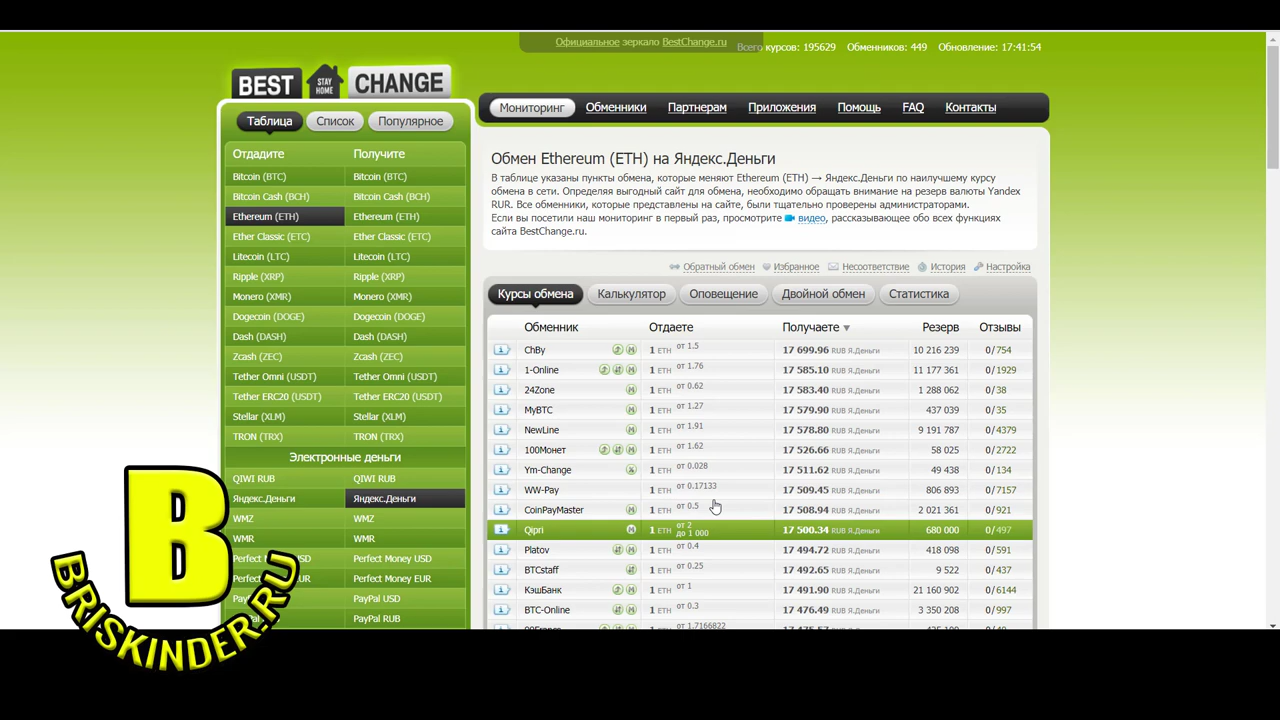 Официальное зеркало BestChange.ru
Всего курсов: 195629 Обменников: 449 Обновление: 17:41:54
BEST STAY HOME CHANGE
Мониторинг Обменники Партнерам Приложения Помощь FAQ Контакты
Таблица Список Популярное
Отдадите Получите
Bitcoin (BTC) Bitcoin (BTC)
Bitcoin Cash (BCH) Bitcoin Cash (BCH)
Ethereum (ETH) Ethereum (ETH)
Ether Classic (ETC) Ether Classic (ETC)
Litecoin (LTC) Litecoin (LTC)
Ripple (XRP) Ripple (XRP)
Monero (XMR) Monero (XMR)
Dogecoin (DOGE) Dogecoin (DOGE)
Dash (DASH) Dash (DASH)
Zcash (ZEC) Zcash (ZEC)
Tether Omni (USDT) Tether Omni (USDT)
Tether ERC20 (USDT) Tether ERC20 (USDT)
Stellar (XLM) Stellar (XLM)
TRON (TRX) TRON (TRX)
Электронные деньги
QIWI RUB QIWI RUB
Яндекс.Деньги Яндекс.Деньги
WMZ WMZ
WMR WMR
Perfect Money USD Perfect Money USD
Perfect Money EUR
PayPal USD
PayPal RUB
Обмен Ethereum (ETH) на Яндекс.Деньги
В таблице указаны пункты обмена, которые меняют Ethereum (ETH) → Яндекс.Деньги по наилучшему курсу
обмена в сети. Определяя выгодный сайт для обмена, необходимо обращать внимание на резерв валюты Yandex
RUR. Все обменники, которые представлены на сайте, были тщательно проверены администраторами.
Если вы посетили наш мониторинг в первый раз, просмотрите видео, рассказывающее обо всех функциях
сайта BestChange.ru.
Обратный обмен Избранное Несоответствие История Настройка
Курсы обмена Калькулятор Оповещение Двойной обмен Статистика
Обменник Отдаете Получаете ▼ Резерв Отзывы
ChBy 1 ETH от 1.5 17 699.96 RUB Я.Деньги 10 216 239 0/754
1-Online 1 ETH от 1.76 17 585.10 RUB Я.Деньги 11 177 361 0/1929
24Zone 1 ETH от 0.62 17 583.40 RUB Я.Деньги 1 288 062 0/38
MyBTC 1 ETH от 1.27 17 579.90 RUB Я.Деньги 437 039 0/35
NewLine 1 ETH от 1.91 17 578.80 RUB Я.Деньги 9 191 787 0/4379
100Монет 1 ETH от 1.62 17 526.66 RUB Я.Деньги 58 025 0/2722
Ym-Change 1 ETH от 0.028 17 511.62 RUB Я.Деньги 49 438 0/134
WW-Pay 1 ETH от 0.17133 17 509.45 RUB Я.Деньги 806 893 0/7157
CoinPayMaster 1 ETH от 0.5 17 508.94 RUB Я.Деньги 2 021 361 0/921
Qipri 1 ETH от 2 до 1 000 17 500.34 RUB Я.Деньги 680 000 0/497
Platov 1 ETH от 0.4 17 494.72 RUB Я.Деньги 418 098 0/591
BTCstaff 1 ETH от 0.25 17 492.65 RUB Я.Деньги 9 522 0/437
КэшБанк 1 ETH от 1 17 491.90 RUB Я.Деньги 21 160 902 0/6144
BTC-Online 1 ETH от 0.3 17 476.49 RUB Я.Деньги 3 350 208 0/997
от 1.7166822
B
BRISKINDER.RU